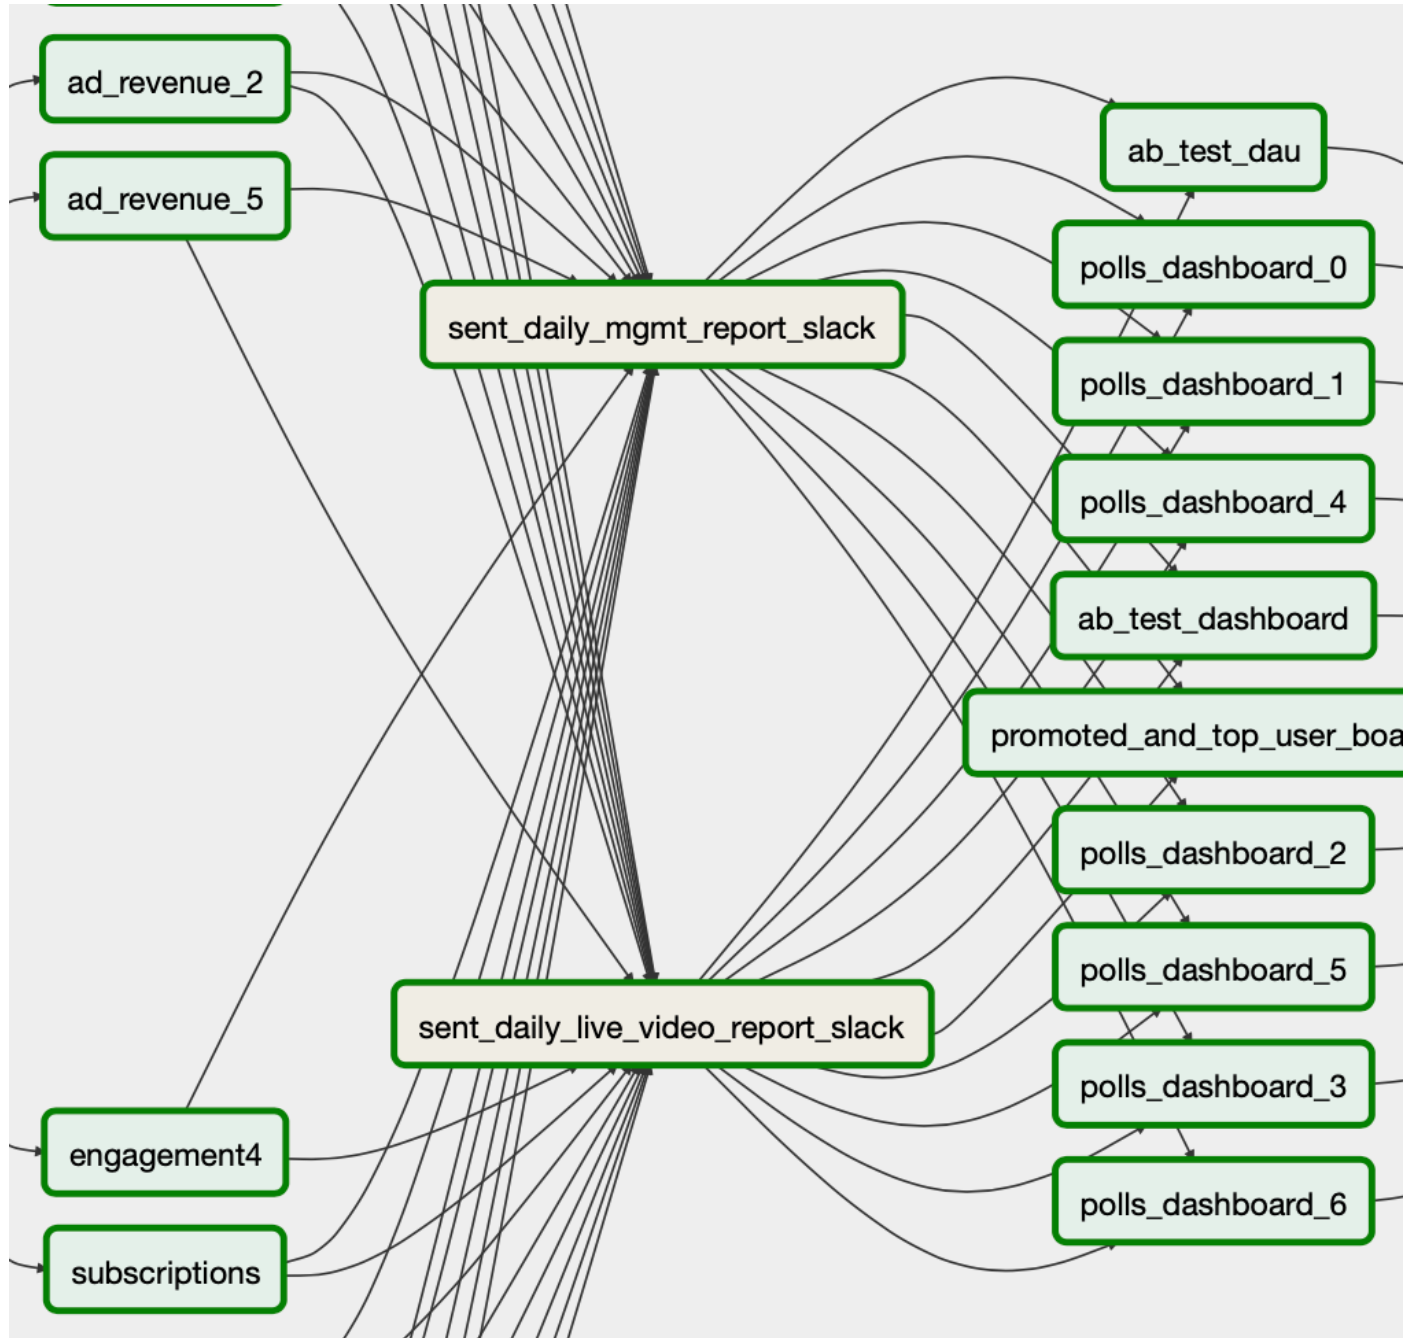 ad_revenue_2
ad_revenue_5
sent_daily_mgmt_report_slack
sent_daily_live_video_report_slack
engagement4
subscriptions
ab_test_dau
polls_dashboard_0
polls_dashboard_1
polls_dashboard_4
ab_test_dashboard
promoted_and_top_user_boa
polls_dashboard_2
polls_dashboard_5
polls_dashboard_3
polls_dashboard_6